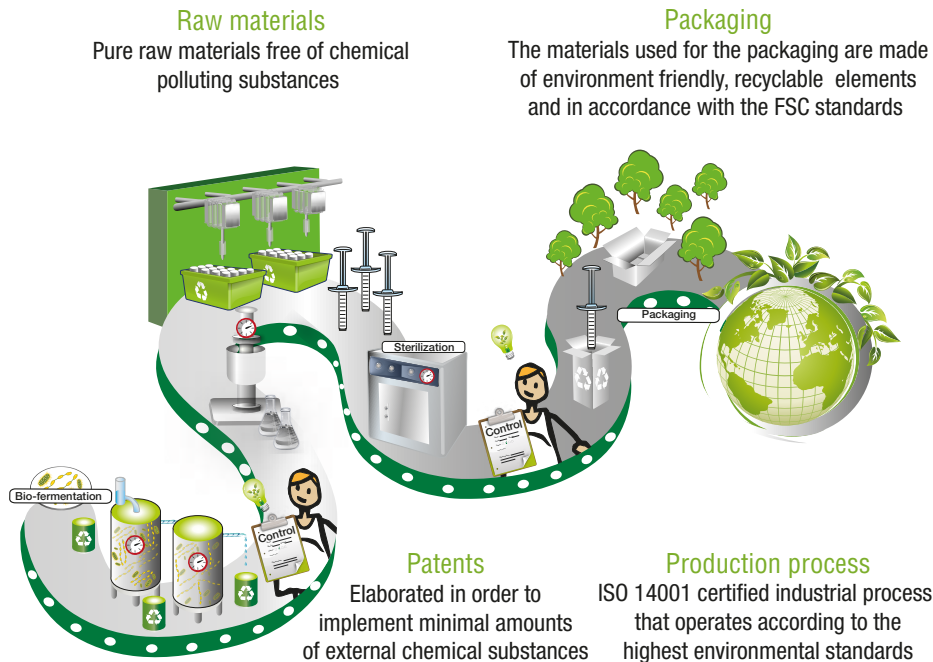 Raw materials
Pure raw materials free of chemical
polluting substances
Packaging
The materials used for the packaging are made
of environment friendly, recyclable elements
and in accordance with the FSC standards
Packaging
Sterilization
Control
Bio-fermentation
Control
Patents
Elaborated in order to
implement minimal amounts
of external chemical substances
Production process
ISO 14001 certified industrial process
that operates according to the
highest environmental standards